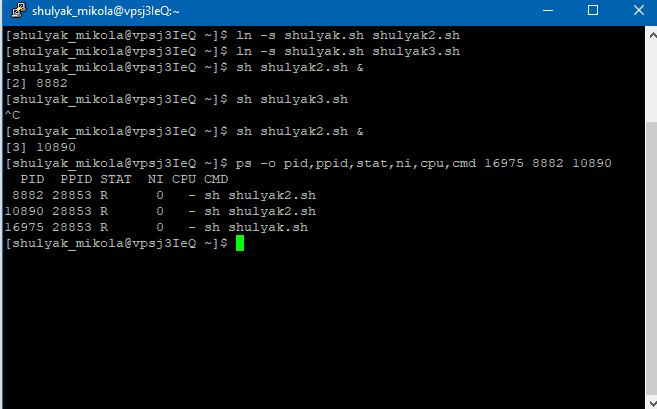 shulyak_mikola@vpsj3IeQ:~
[shulyak_mikola@vpsj3IeQ ~]$ ln -s shulyak.sh shulyak2.sh
[shulyak_mikola@vpsj3IeQ ~]$ ln -s shulyak.sh shulyak3.sh
[shulyak_mikola@vpsj3IeQ ~]$ sh shulyak2.sh &
[2] 8882
[shulyak_mikola@vpsj3IeQ ~]$ sh shulyak3.sh
^C
[shulyak_mikola@vpsj3IeQ ~]$ sh shulyak2.sh &
[3] 10890
[shulyak_mikola@vpsj3IeQ ~]$ ps -o pid,ppid,stat,ni,cpu,cmd 16975 8882 10890
  PID  PPID STAT  NI CPU CMD
 8882 28853 R      0   - sh shulyak2.sh
10890 28853 R      0   - sh shulyak2.sh
16975 28853 R      0   - sh shulyak.sh
[shulyak_mikola@vpsj3IeQ ~]$